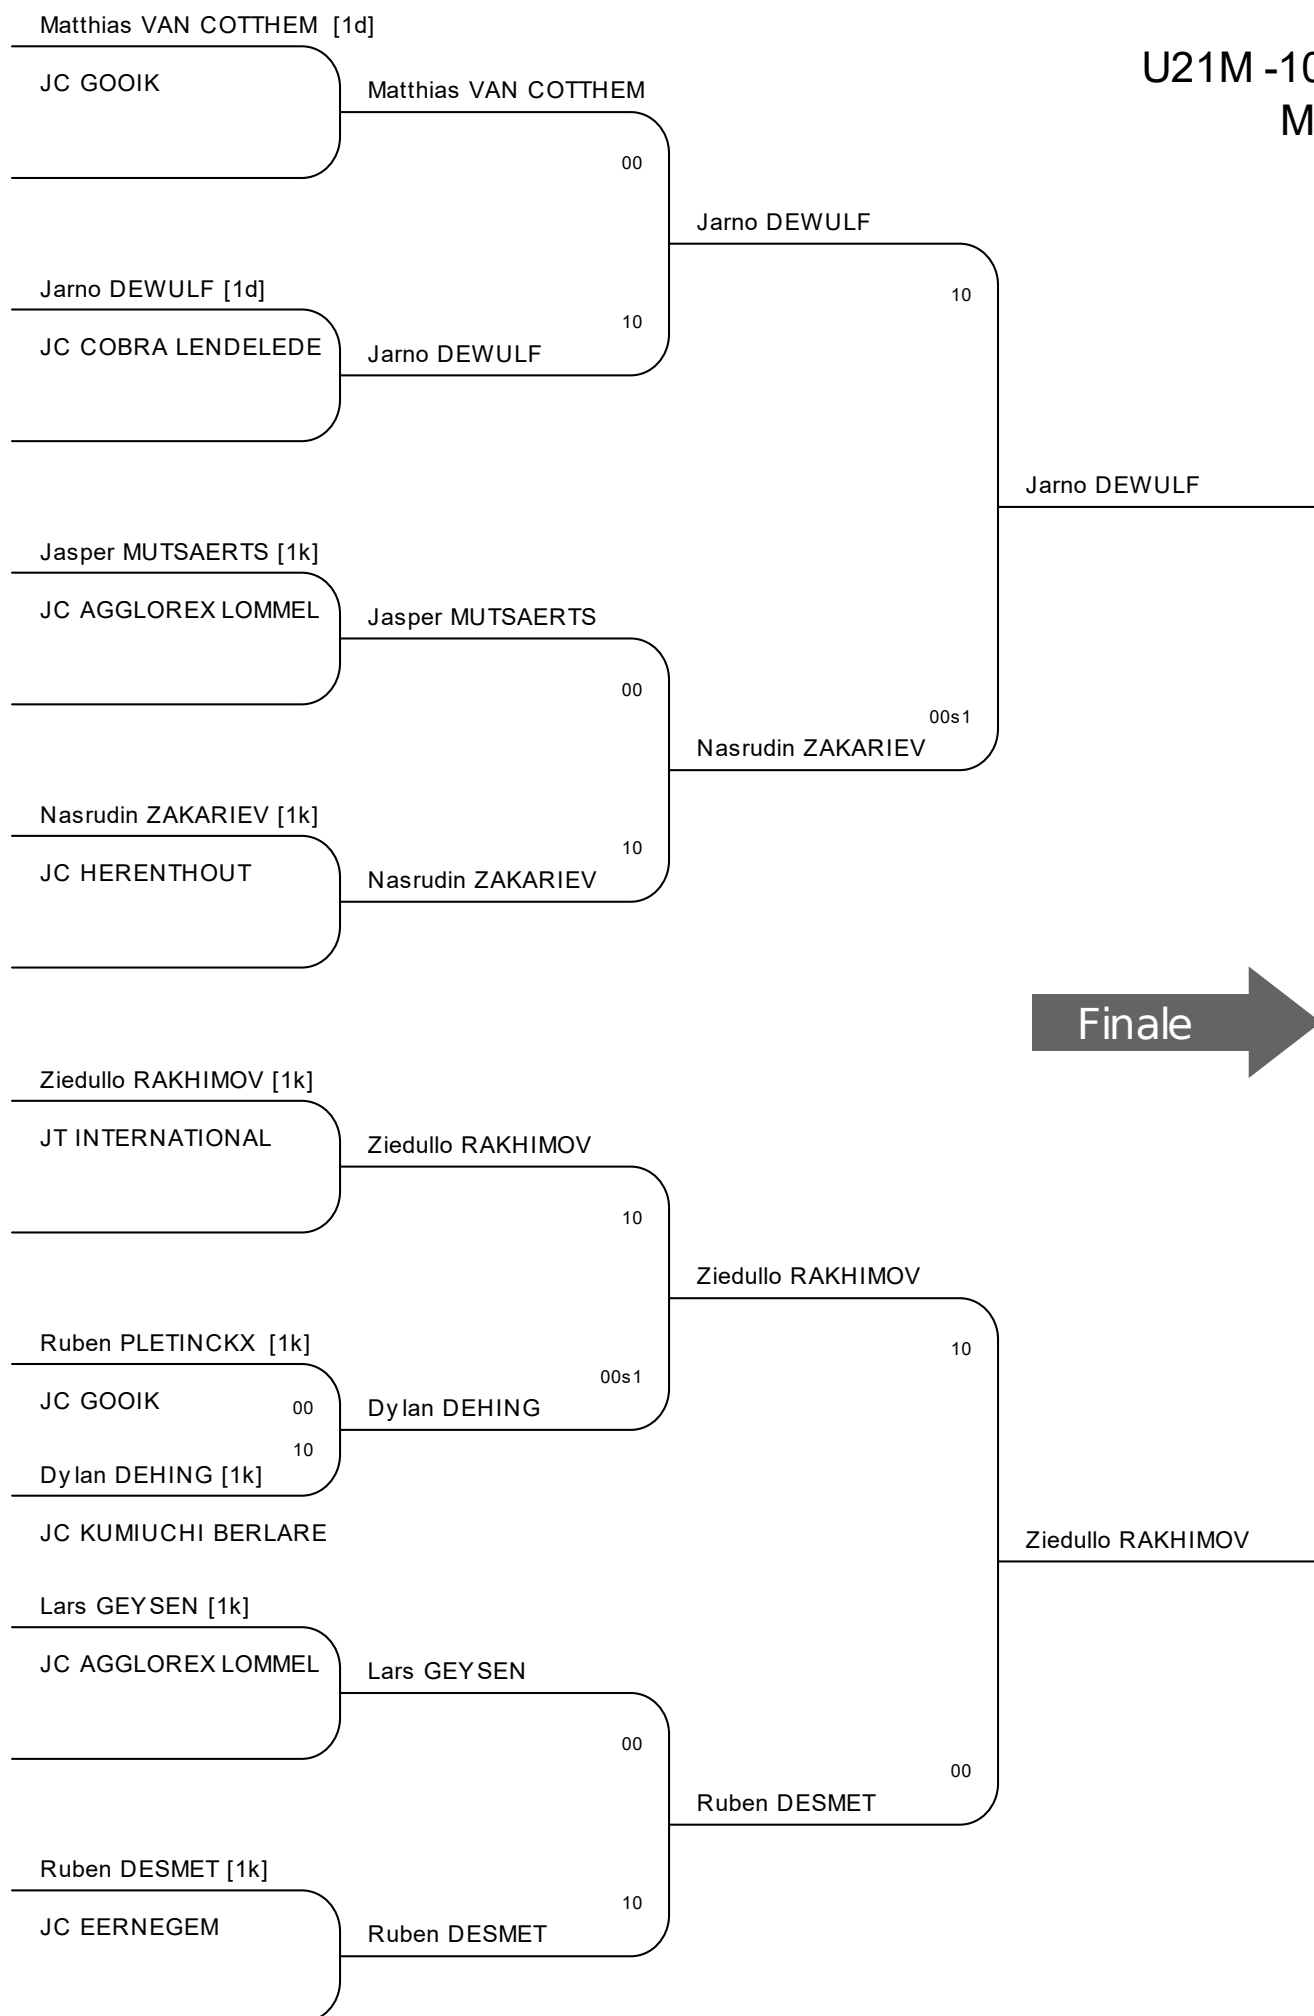 Matthias VAN COTTHEM [1d]
JC GOOIK
Matthias VAN COTTHEM
U21M -10
M
00
Jarno DEWULF
Jarno DEWULF [1d]
10
10
JC COBRA LENDELEDE
Jarno DEWULF
Jarno DEWULF
Jasper MUTSAERTS [1k]
JC AGGLOREX LOMMEL
Jasper MUTSAERTS
00
00s1
Nasrudin ZAKARIEV
Nasrudin ZAKARIEV [1k]
10
JC HERENTHOUT
Nasrudin ZAKARIEV
Finale
Ziedullo RAKHIMOV [1k]
JT INTERNATIONAL
Ziedullo RAKHIMOV
10
Ziedullo RAKHIMOV
Ruben PLETINCKX [1k]
10
00s1
JC GOOIK
00
Dylan DEHING
10
Dylan DEHING [1k]
JC KUMIUCHI BERLARE
Ziedullo RAKHIMOV
Lars GEYSEN [1k]
JC AGGLOREX LOMMEL
Lars GEYSEN
00
00
Ruben DESMET
Ruben DESMET [1k]
10
JC EERNEGEM
Ruben DESMET